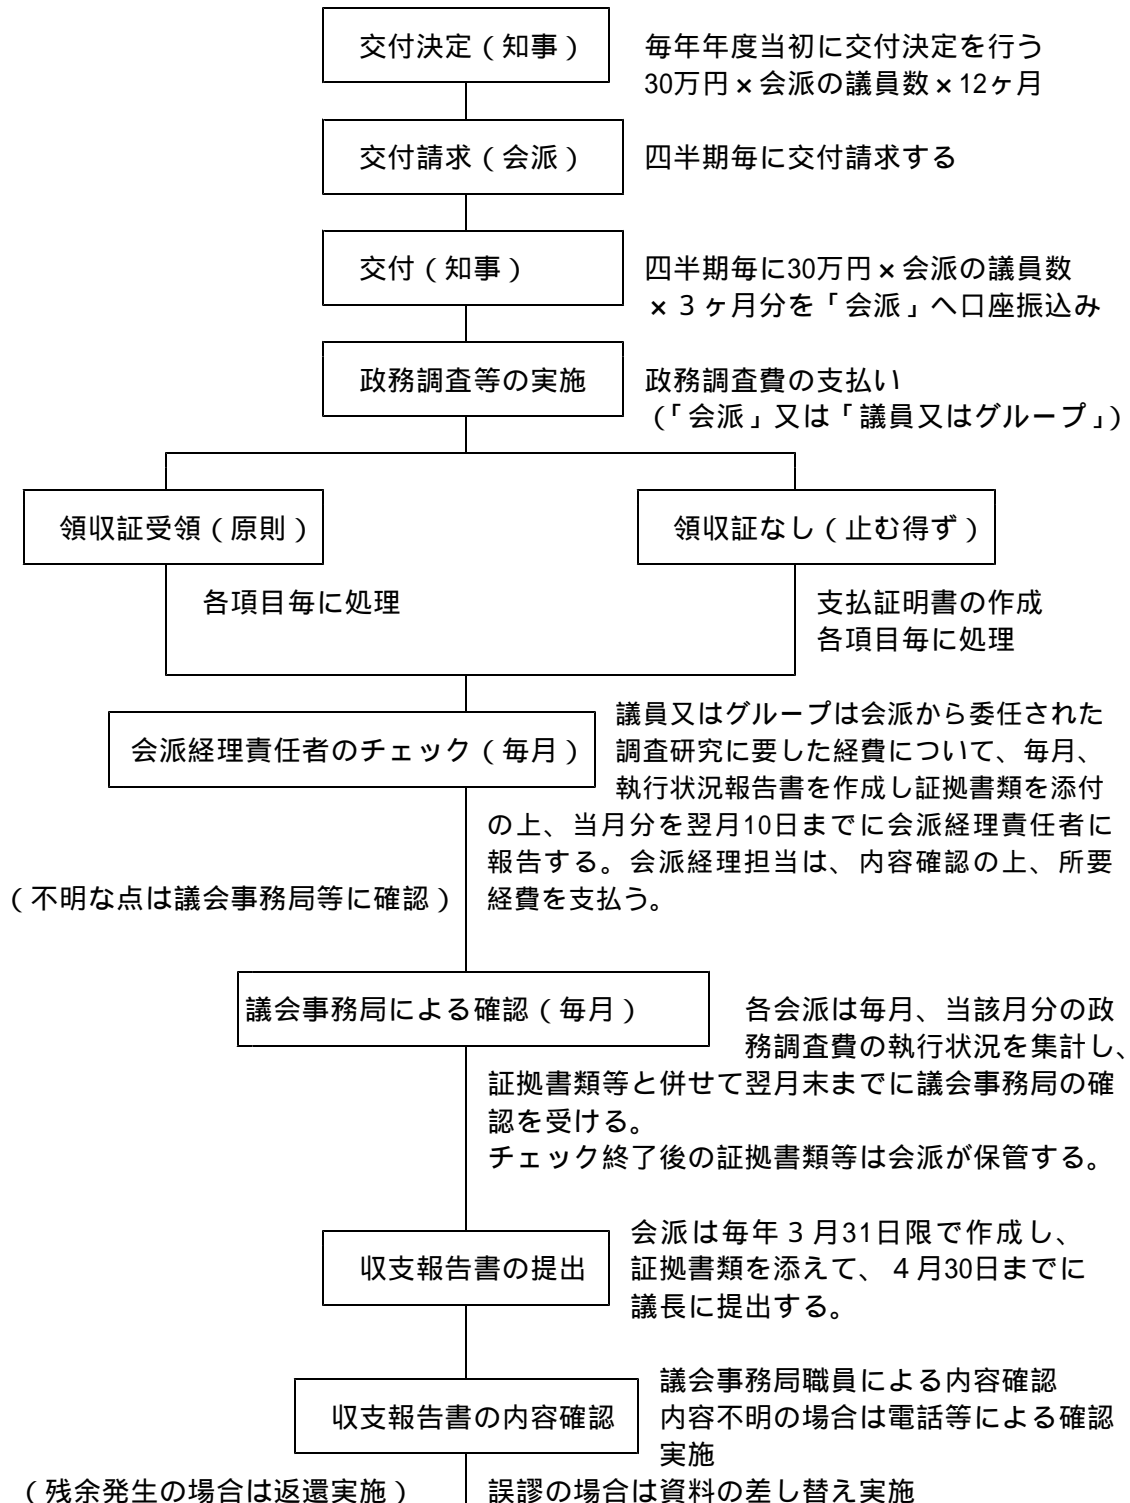 交付決定（知事）
毎年年度当初に交付決定を行う
30万円×会派の議員数×12ヶ月
交付請求（会派）
四半期毎に交付請求する
交付（知事）
四半期毎に30万円×会派の議員数
×３ヶ月分を「会派」へ口座振込み
政務調査等の実施
政務調査費の支払い
（「会派」又は「議員又はグループ」）
領収証受領（原則）
領収証なし（止む得ず）
各項目毎に処理
支払証明書の作成
各項目毎に処理
会派経理責任者のチェック（毎月）
議員又はグループは会派から委任された
調査研究に要した経費について、毎月、
執行状況報告書を作成し証拠書類を添付
の上、当月分を翌月10日までに会派経理責任者に
報告する。会派経理担当は、内容確認の上、所要
経費を支払う。
（不明な点は議会事務局等に確認）
議会事務局による確認（毎月）
各会派は毎月、当該月分の政
務調査費の執行状況を集計し、
証拠書類等と併せて翌月末までに議会事務局の確
認を受ける。
チェック終了後の証拠書類等は会派が保管する。
収支報告書の提出
会派は毎年３月31日限で作成し、
証拠書類を添えて、４月30日までに
議長に提出する。
収支報告書の内容確認
議会事務局職員による内容確認
内容不明の場合は電話等による確認
実施
（残余発生の場合は返還実施）
誤謬の場合は資料の差し替え実施